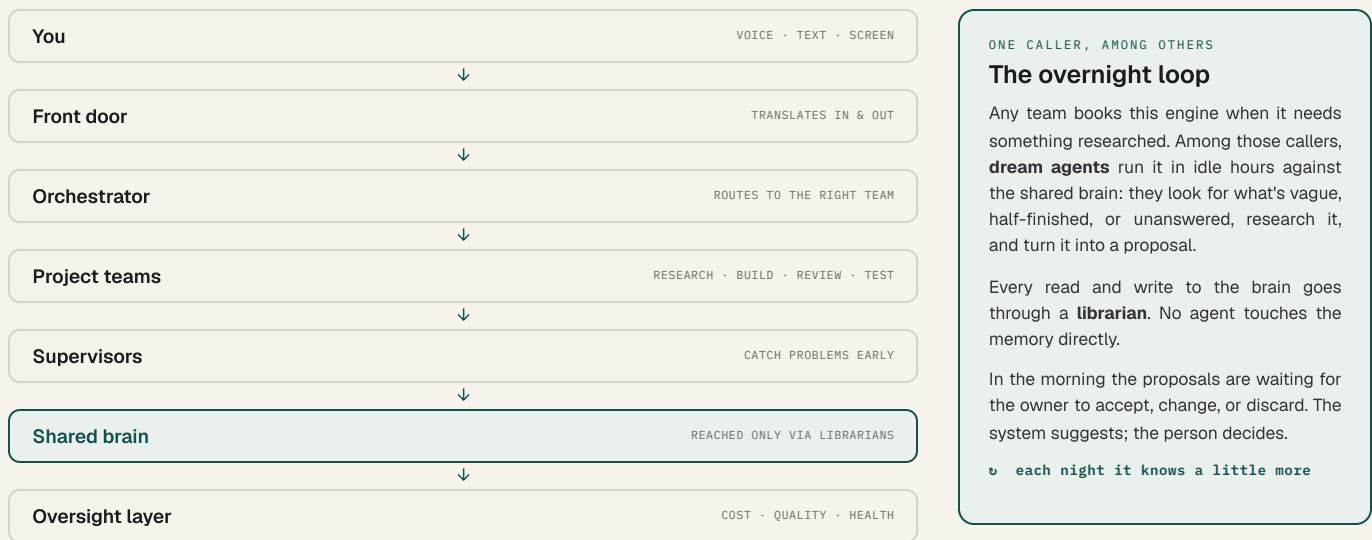 You
VOICE · TEXT · SCREEN
↓
Front door
TRANSLATES IN & OUT
↓
Orchestrator
ROUTES TO THE RIGHT TEAM
↓
Project teams
RESEARCH · BUILD · REVIEW · TEST
↓
Supervisors
CATCH PROBLEMS EARLY
↓
Shared brain
REACHED ONLY VIA LIBRARIANS
↓
Oversight layer
COST · QUALITY · HEALTH
ONE CALLER, AMONG OTHERS
The overnight loop
Any team books this engine when it needs
something researched. Among those callers,
dream agents run it in idle hours against
the shared brain: they look for what's vague,
half-finished, or unanswered, research it,
and turn it into a proposal.
Every read and write to the brain goes
through a librarian. No agent touches the
memory directly.
In the morning the proposals are waiting for
the owner to accept, change, or discard. The
system suggests; the person decides.
↻ each night it knows a little more